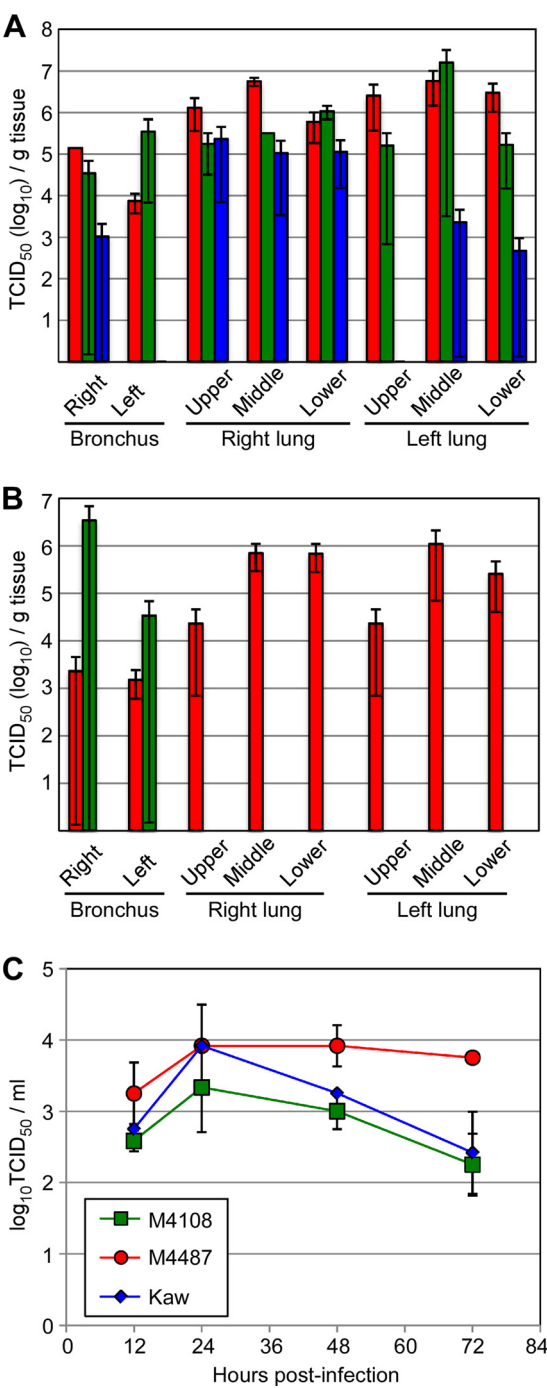 A
TCID50 (log10) / g tissue
8
7
6
5
4
3
2
1
Right
Left
Upper
Middle
Lower
Upper
Middle
Lower
Bronchus
Right lung
Left lung
B
TCID50 (log10) / g tissue
7
6
5
4
3
2
1
Right
Left
Upper
Middle
Lower
Upper
Middle
Lower
Bronchus
Right lung
Left lung
C
log10TCID50 / ml
5
4
3
2
1
0
M4108
M4487
Kaw
0 12 24 36 48 60 72 84
Hours post-infection